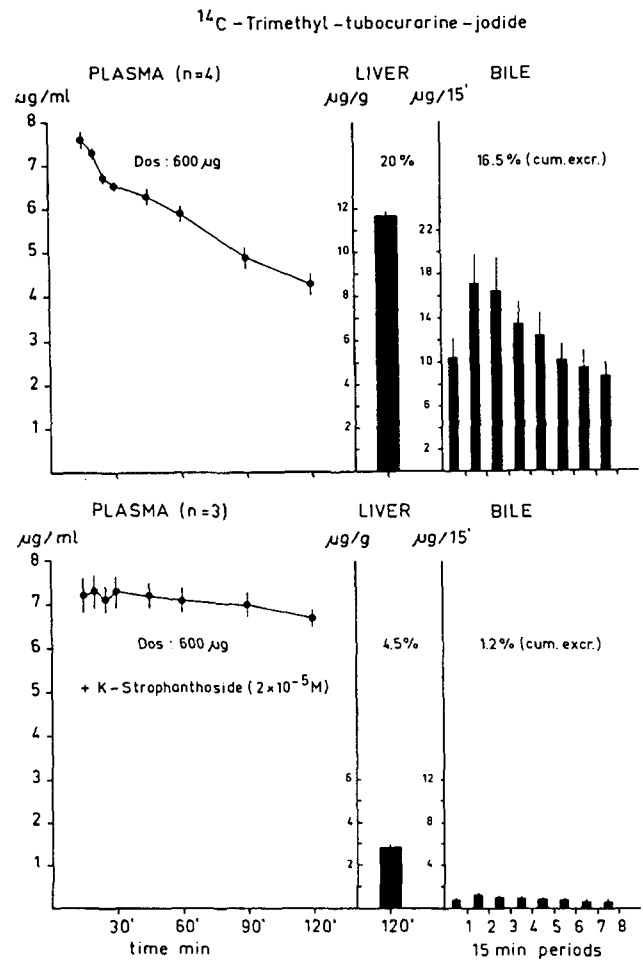 14C-Trimethyl-tubocurarine-jodide
PLASMA (n=4)
LIVER
BILE
µg/ml
µg/g
µg/15'
8
7
6
5
4
3
2
1
Dos : 600 µg
20%
12
10
8
6
4
2
16.5% (cum. excr.)
22
18
14
10
6
2
PLASMA (n=3)
LIVER
BILE
µg/ml
µg/g
µg/15'
8
7
6
5
4
3
2
1
Dos : 600 µg
+ K-Strophanthoside (2×10-5M)
4.5%
6
4
2
1.2% (cum. excr.)
12
8
4
30' 60' 90' 120'
time min
120'
1 2 3 4 5 6 7 8
15 min periods